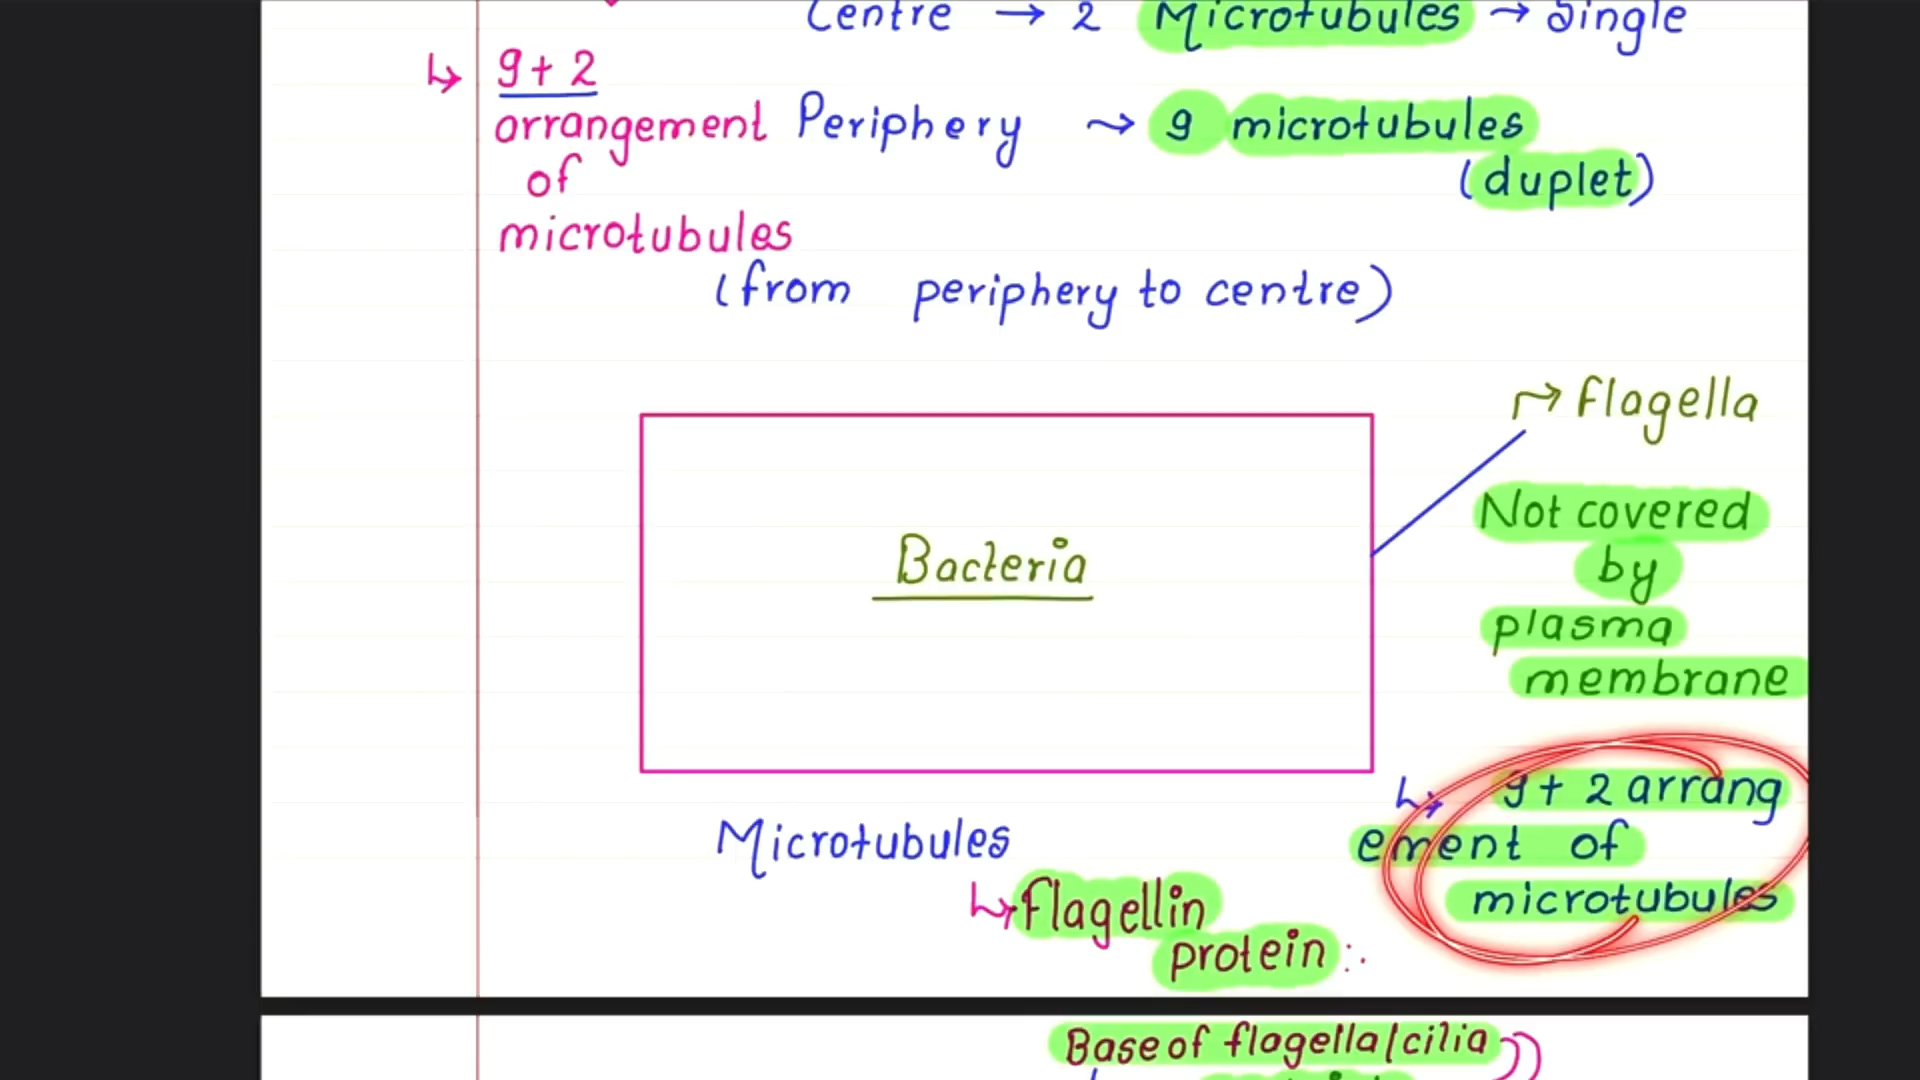 Centre → 2 Microtubules → Single
↳ 9+2
arrangement Periphery → 9 microtubules
of (duplet)
microtubules
(from periphery to centre)
↱ flagella
Not covered
Bacteria
by
plasma
membrane
↳ 9+2 arrang
Microtubules
ement of
↳ flagellin
microtubules
protein :.
Base of flagella/cilia